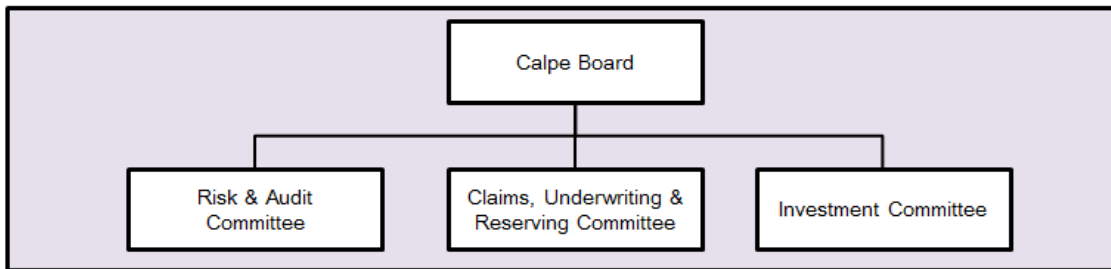 Calpe Board
Risk & Audit
Committee
Claims, Underwriting &
Reserving Committee
Investment Committee